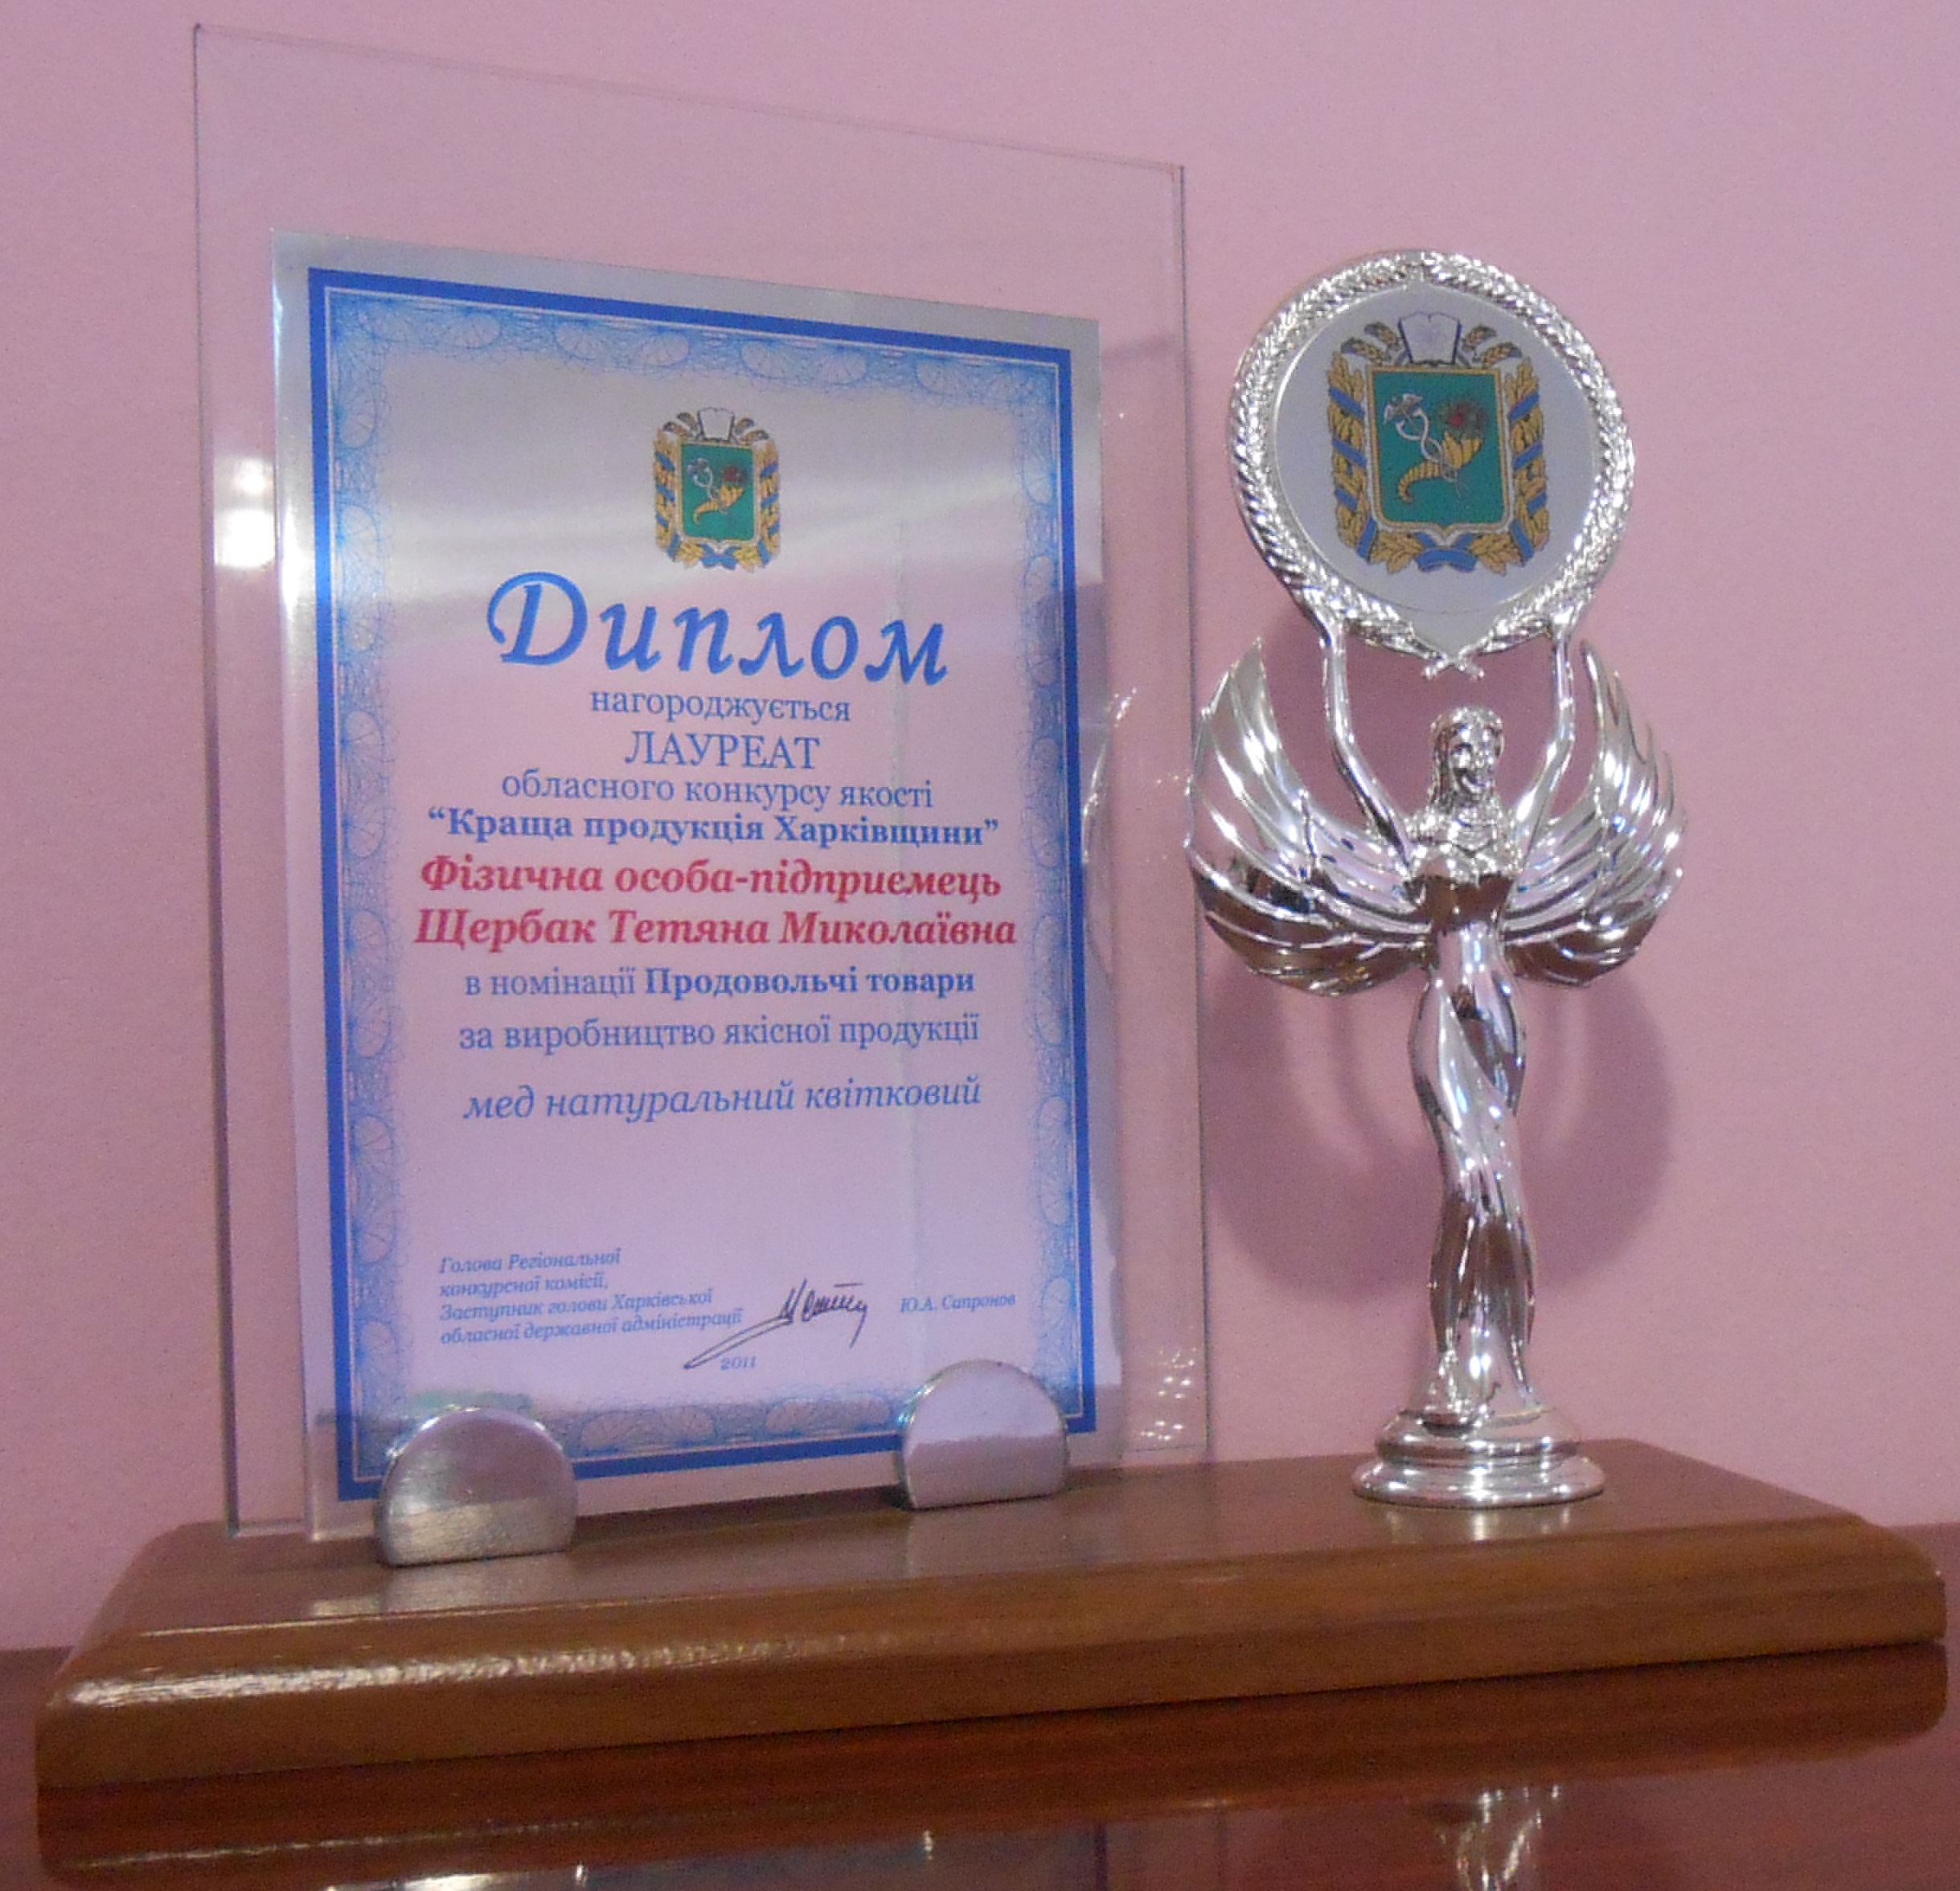 Диплом
нагороджується
ЛАУРЕАТ
обласного конкурсу якості
“Краща продукція Харківщини”
Фізична особа-підприємець
Щербак Тетяна Миколаївна
в номінації Продовольчі товари
за виробництво якісної продукції
мед натуральний квітковий
Голова Регіональної
конкурсної комісії,
Заступник голови Харківської
обласної державної адміністрації
Ю.А. Сапронов
2011